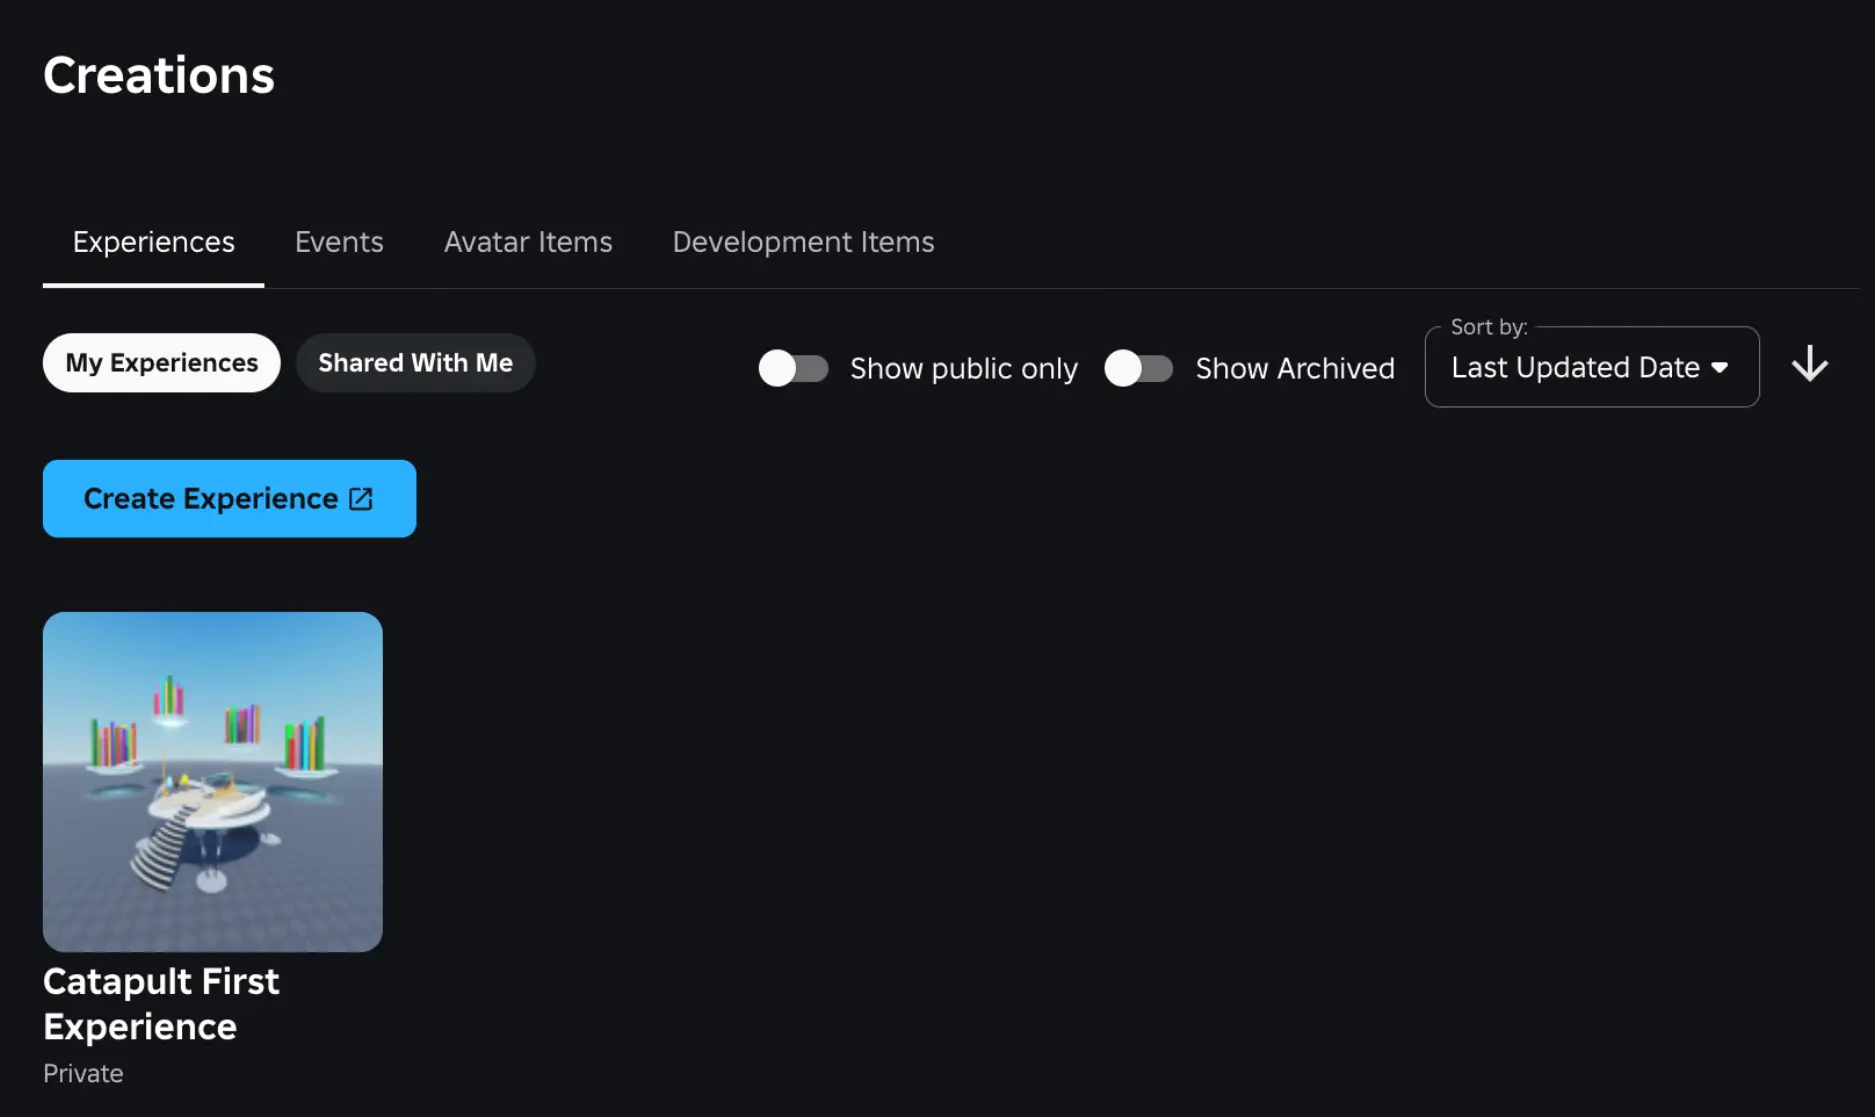 Creations
Experiences Events Avatar Items Development Items
My Experiences Shared With Me Show public only Show Archived Sort by: Last Updated Date
Create Experience
Catapult First
Experience
Private